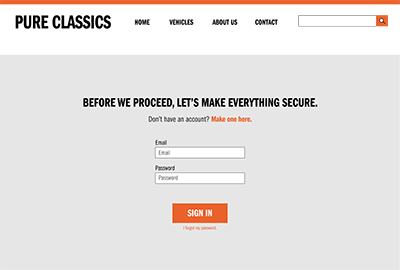 PURE CLASSICS
HOME VEHICLES ABOUT US CONTACT
BEFORE WE PROCEED, LET'S MAKE EVERYTHING SECURE.
Don't have an account? Make one here.
Email
Email
Password
Password
SIGN IN
I forgot my password.